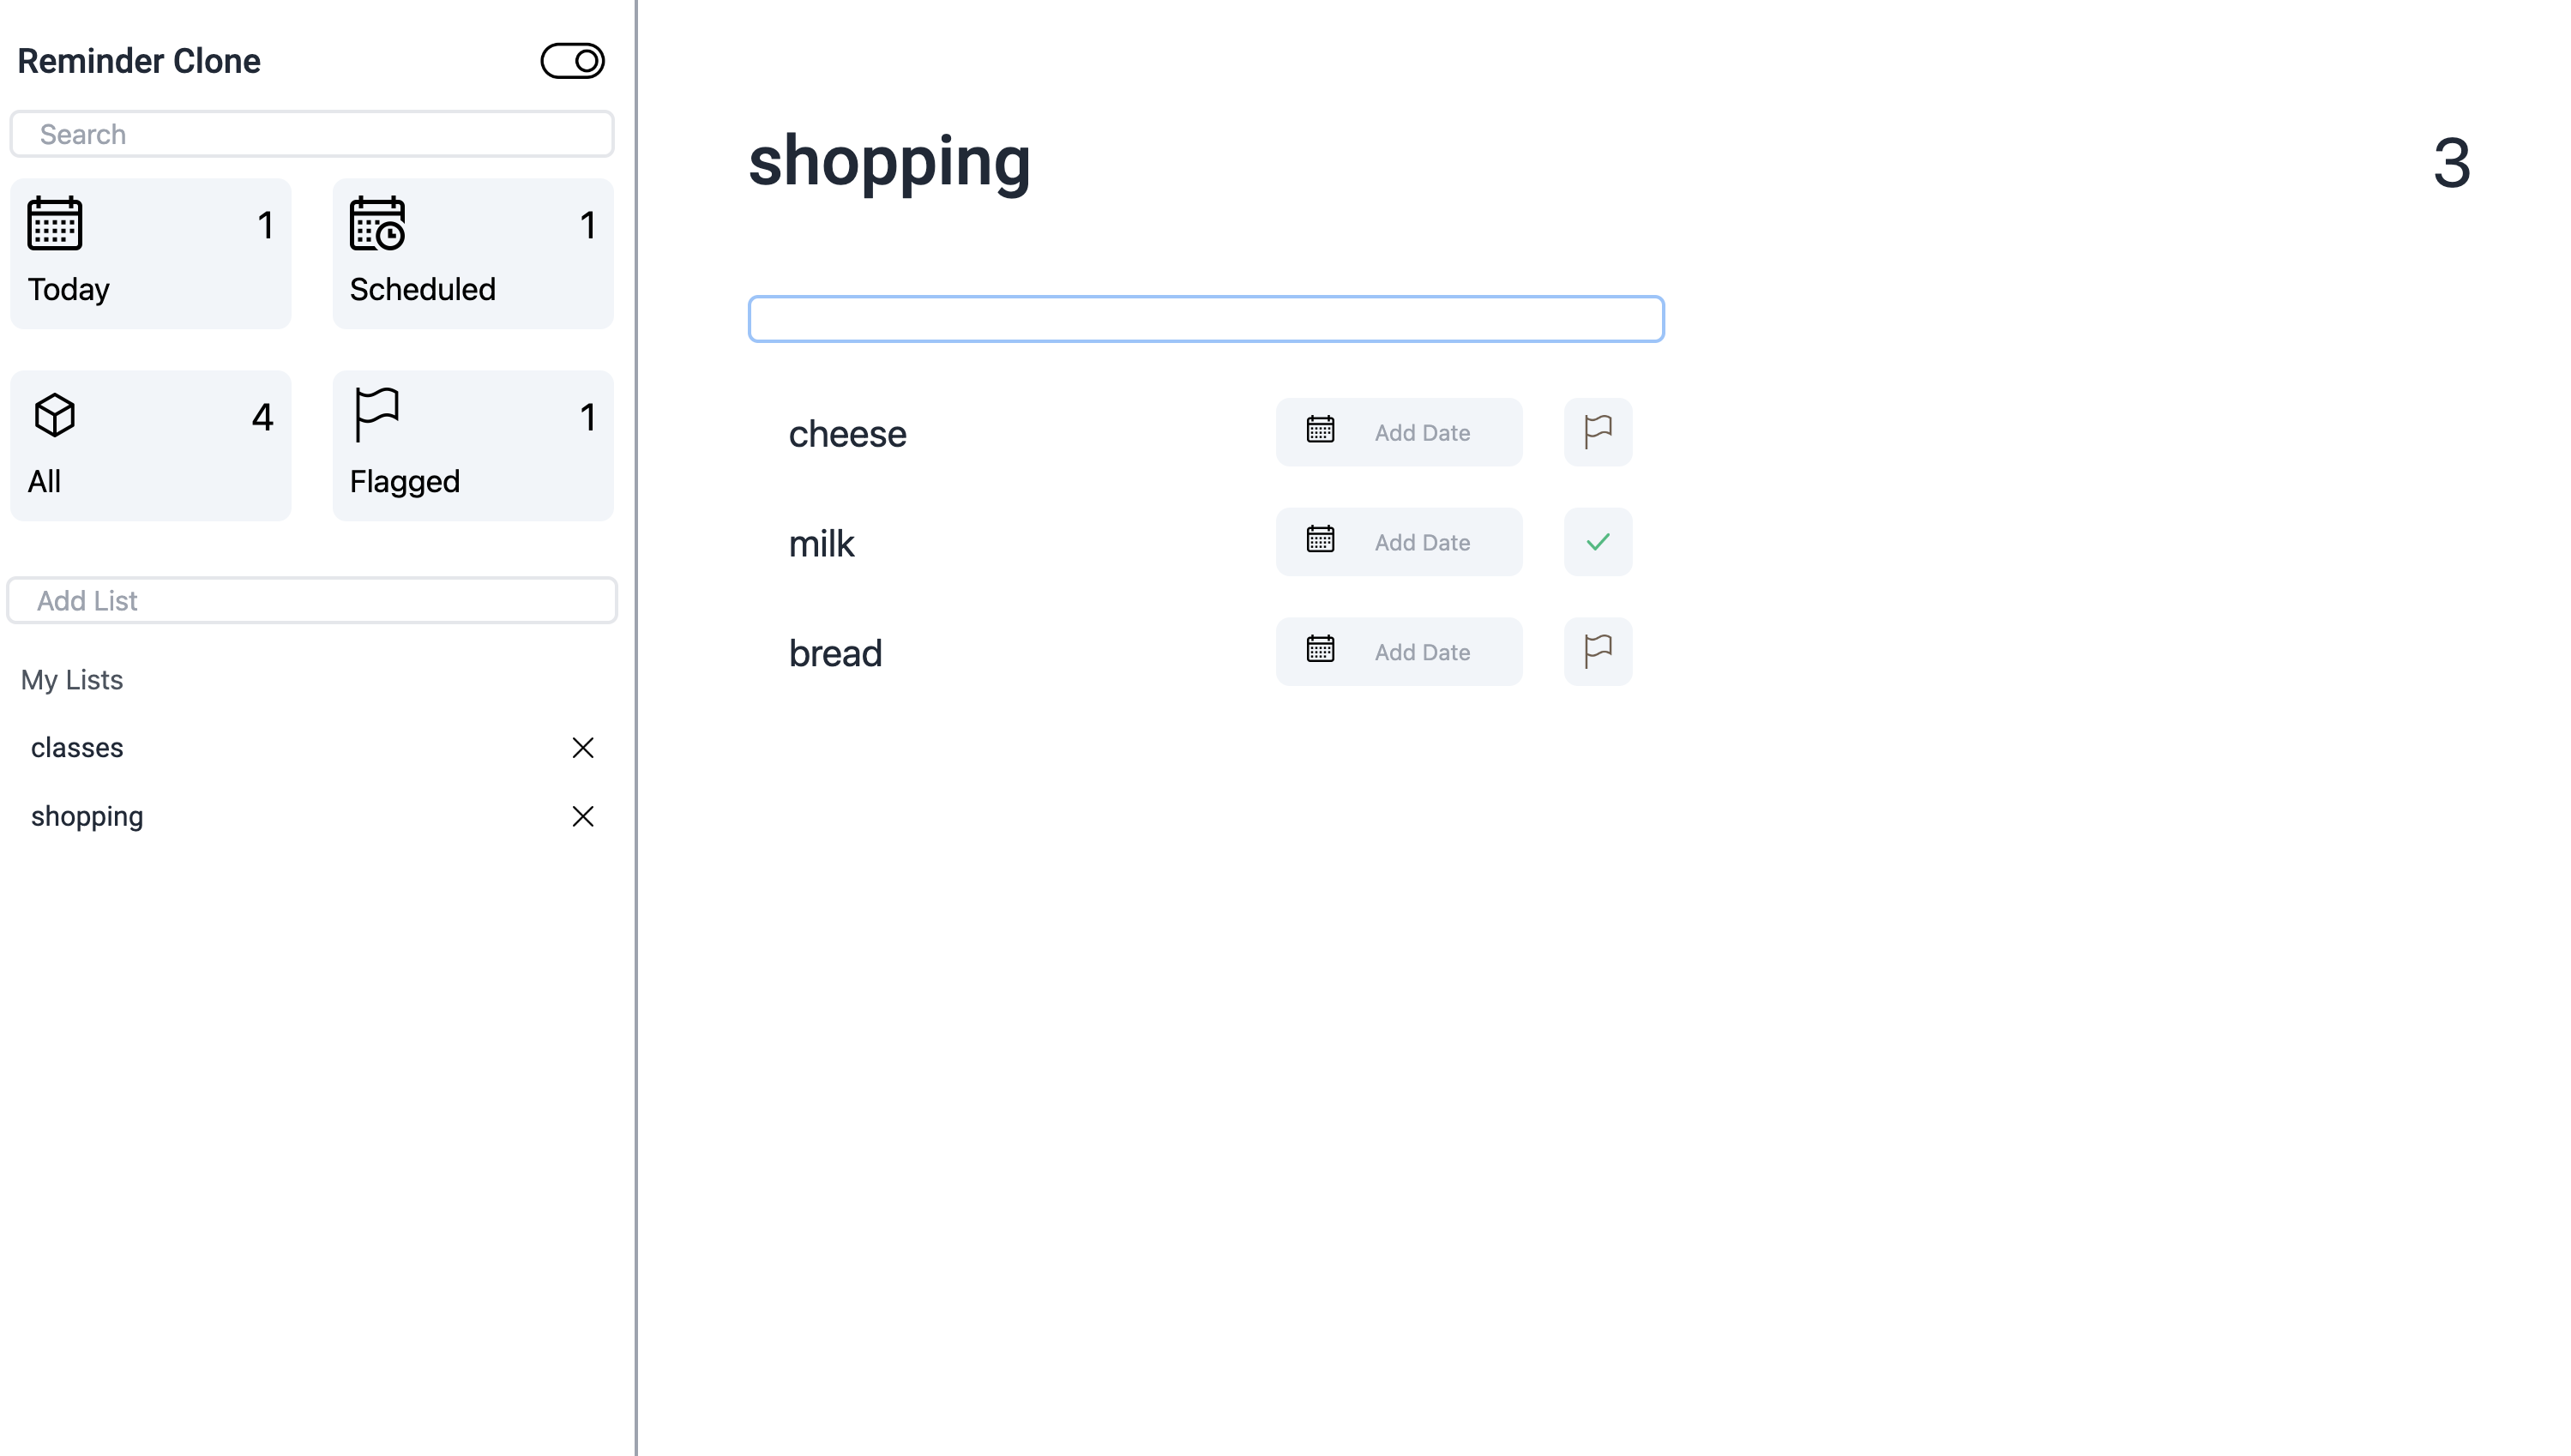 Reminder Clone
Search
1
Today
1
Scheduled
4
All
1
Flagged
Add List
My Lists
classes
shopping
shopping
3
cheese
Add Date
milk
Add Date
bread
Add Date